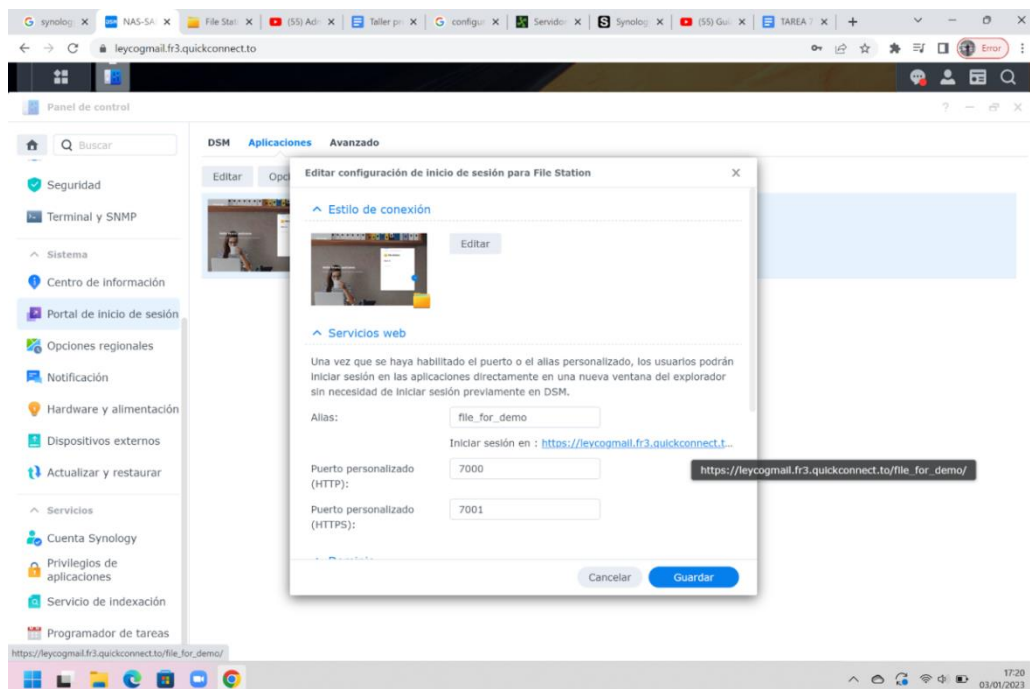 synolog
NAS-SA
File Stati
(55) Adr
Taller pr
configur
Servidor
Synolog
(55) Guí
TAREA 7
leycogmail.fr3.quickconnect.to
Error
Panel de control
Buscar
DSM Aplicaciones Avanzado
Seguridad
Terminal y SNMP
Sistema
Centro de información
Portal de inicio de sesión
Opciones regionales
Notificación
Hardware y alimentación
Dispositivos externos
Actualizar y restaurar
Servicios
Cuenta Synology
Privilegios de
aplicaciones
Servicio de indexación
Programador de tareas
Editar Opci
Editar configuración de inicio de sesión para File Station
Estilo de conexión
Editar
Servicios web
Una vez que se haya habilitado el puerto o el alias personalizado, los usuarios podrán
iniciar sesión en las aplicaciones directamente en una nueva ventana del explorador
sin necesidad de iniciar sesión previamente en DSM.
Alias: file_for_demo
Iniciar sesión en : https://leycogmail.fr3.quickconnect.t...
https://leycogmail.fr3.quickconnect.to/file_for_demo/
Puerto personalizado 7000
(HTTP):
Puerto personalizado 7001
(HTTPS):
Cancelar Guardar
https://leycogmail.fr3.quickconnect.to/file_for_demo/
17:20
03/01/2023